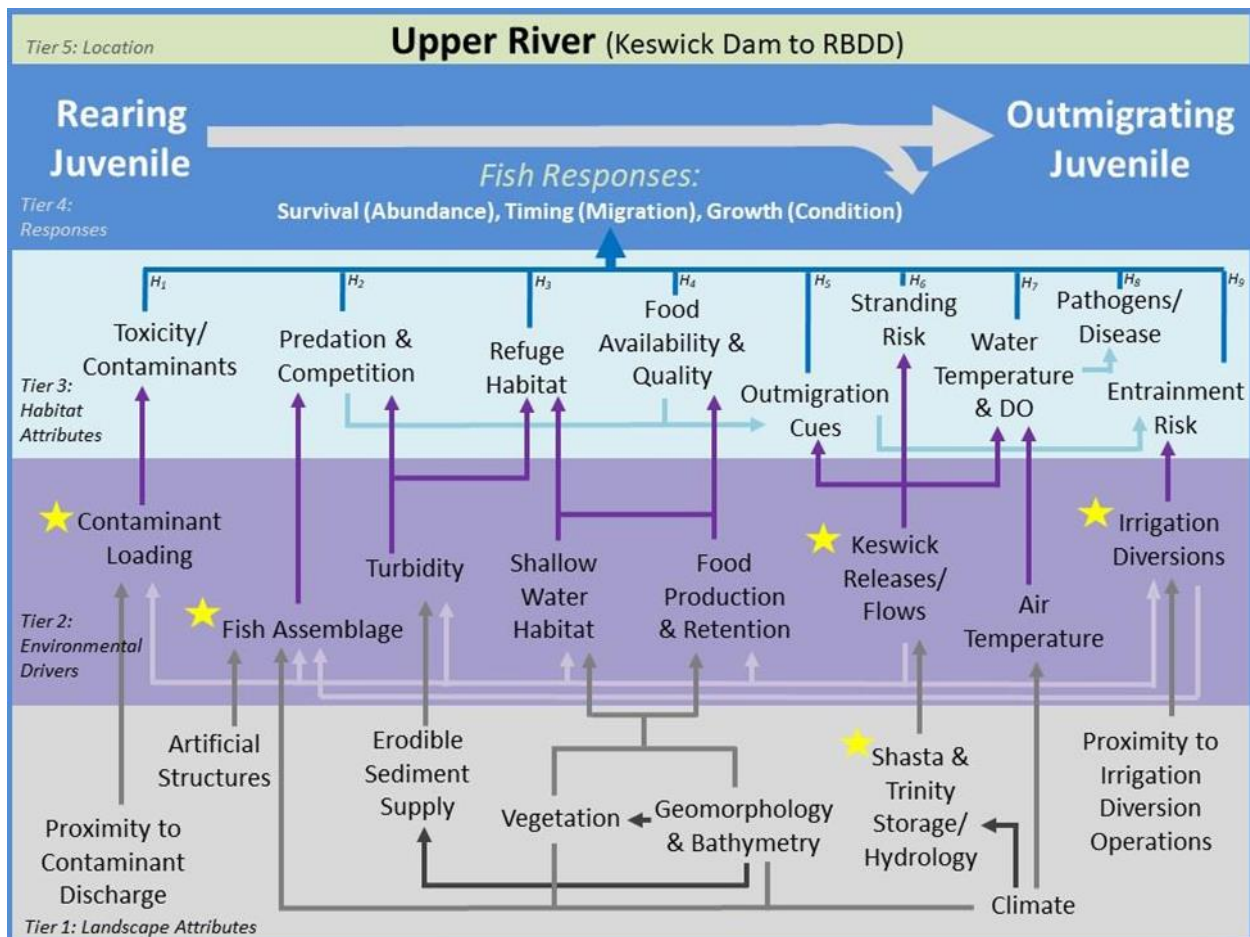 Tier 5: Location
Upper River (Keswick Dam to RBDD)
Rearing
Juvenile
Outmigrating
Juvenile
Fish Responses:
Survival (Abundance), Timing (Migration), Growth (Condition)
Tier 4:
Responses
H1
H2
H3
H4
H5
H6
H7
H8
H9
Toxicity/
Contaminants
Predation &
Competition
Refuge
Habitat
Food
Availability &
Quality
Outmigration
Cues
Stranding
Risk
Water
Temperature
& DO
Pathogens/
Disease
Entrainment
Risk
Tier 3:
Habitat
Attributes
Contaminant
Loading
Fish Assemblage
Turbidity
Shallow
Water
Habitat
Food
Production
& Retention
Keswick
Releases/
Flows
Air
Temperature
Irrigation
Diversions
Tier 2:
Environmental
Drivers
Proximity to
Contaminant
Discharge
Artificial
Structures
Erodible
Sediment
Supply
Vegetation
Geomorphology
& Bathymetry
Shasta &
Trinity
Storage/
Hydrology
Climate
Proximity to
Irrigation
Diversion
Operations
Tier 1: Landscape Attributes